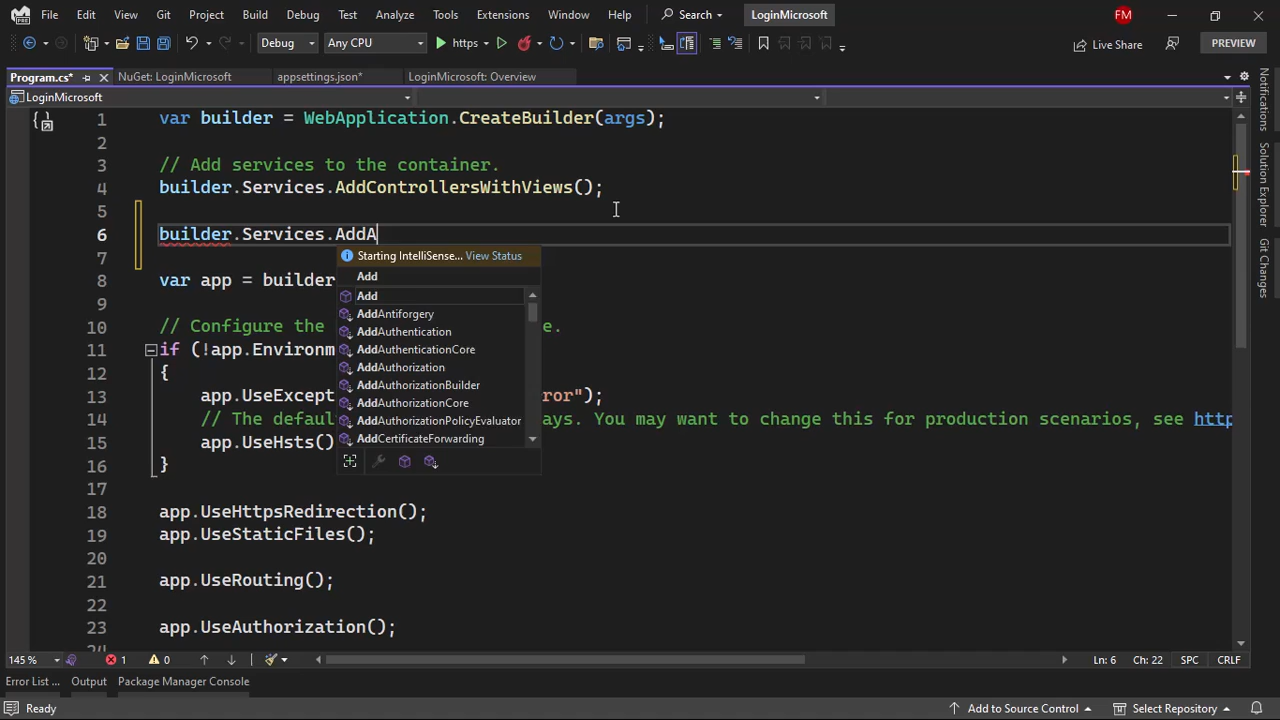 File Edit View Git Project Build Debug Test Analyze Tools Extensions Window Help Search LoginMicrosoft FM
Debug Any CPU https Live Share PREVIEW
Program.cs* NuGet: LoginMicrosoft appsettings.json* LoginMicrosoft: Overview
LoginMicrosoft
1 var builder = WebApplication.CreateBuilder(args);
2
3 // Add services to the container.
4 builder.Services.AddControllersWithViews();
5
6 builder.Services.AddA
7
Starting IntelliSense... View Status
Add
Add
AddAntiforgery
AddAuthentication
AddAuthenticationCore
AddAuthorization
AddAuthorizationBuilder
AddAuthorizationCore
AddAuthorizationPolicyEvaluator
AddCertificateForwarding
8 var app = builder
9
10 // Configure the e.
11 if (!app.Environm
12 {
13 app.UseExcept ror");
14 // The defaul ays. You may want to change this for production scenarios, see http
15 app.UseHsts()
16 }
17
18 app.UseHttpsRedirection();
19 app.UseStaticFiles();
20
21 app.UseRouting();
22
23 app.UseAuthorization();
145 % 1 0 Ln: 6 Ch: 22 SPC CRLF
Error List ... Output Package Manager Console
Ready Add to Source Control Select Repository
Notifications
Solution Explorer
Git Changes